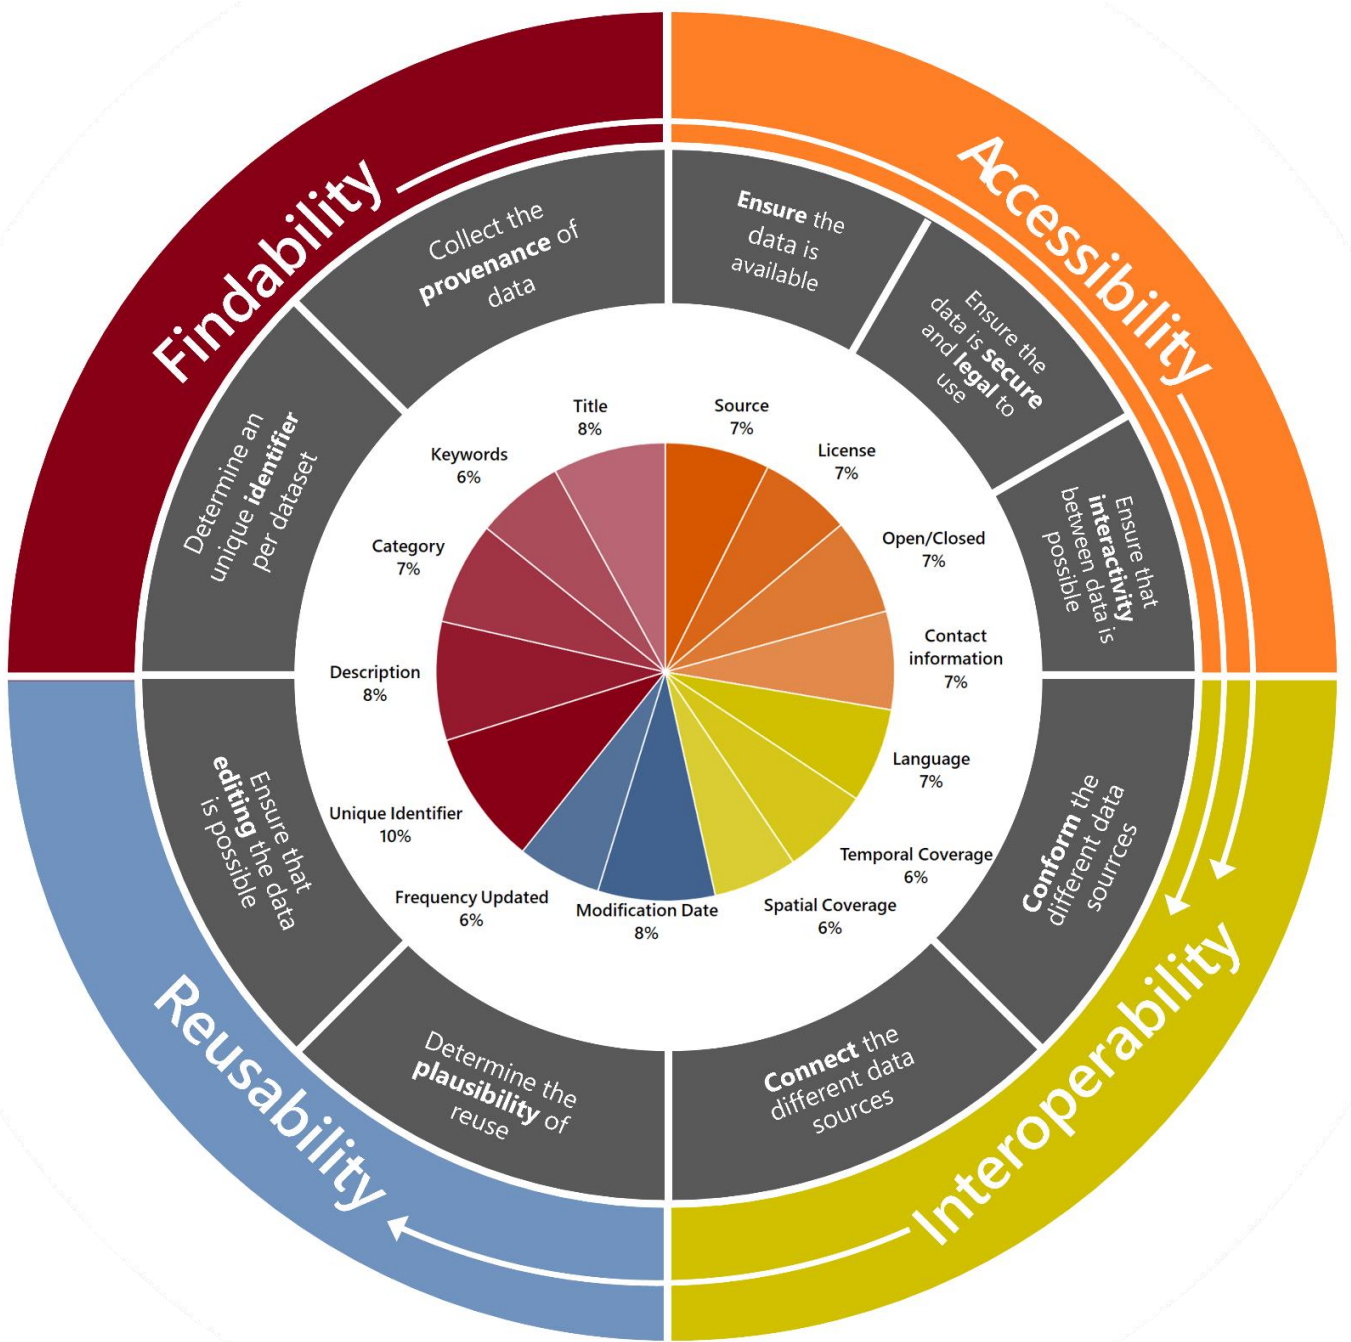 Findability
Accessibility
Interoperability
Reusability
Collect the
provenance of
data
Ensure the
data is
available
Ensure the
data is secure
and legal to
use
Ensure that
interactivity
between data is
possible
Conform the
different data
sourrces
Connect the
different data
sources
Determine the
plausibility of
reuse
Ensure that
editing the data
is possible
Determine an
unique identifier
per dataset
Title
8%
Source
7%
License
7%
Open/Closed
7%
Contact
information
7%
Language
7%
Temporal Coverage
6%
Spatial Coverage
6%
Modification Date
8%
Frequency Updated
6%
Unique Identifier
10%
Description
8%
Category
7%
Keywords
6%